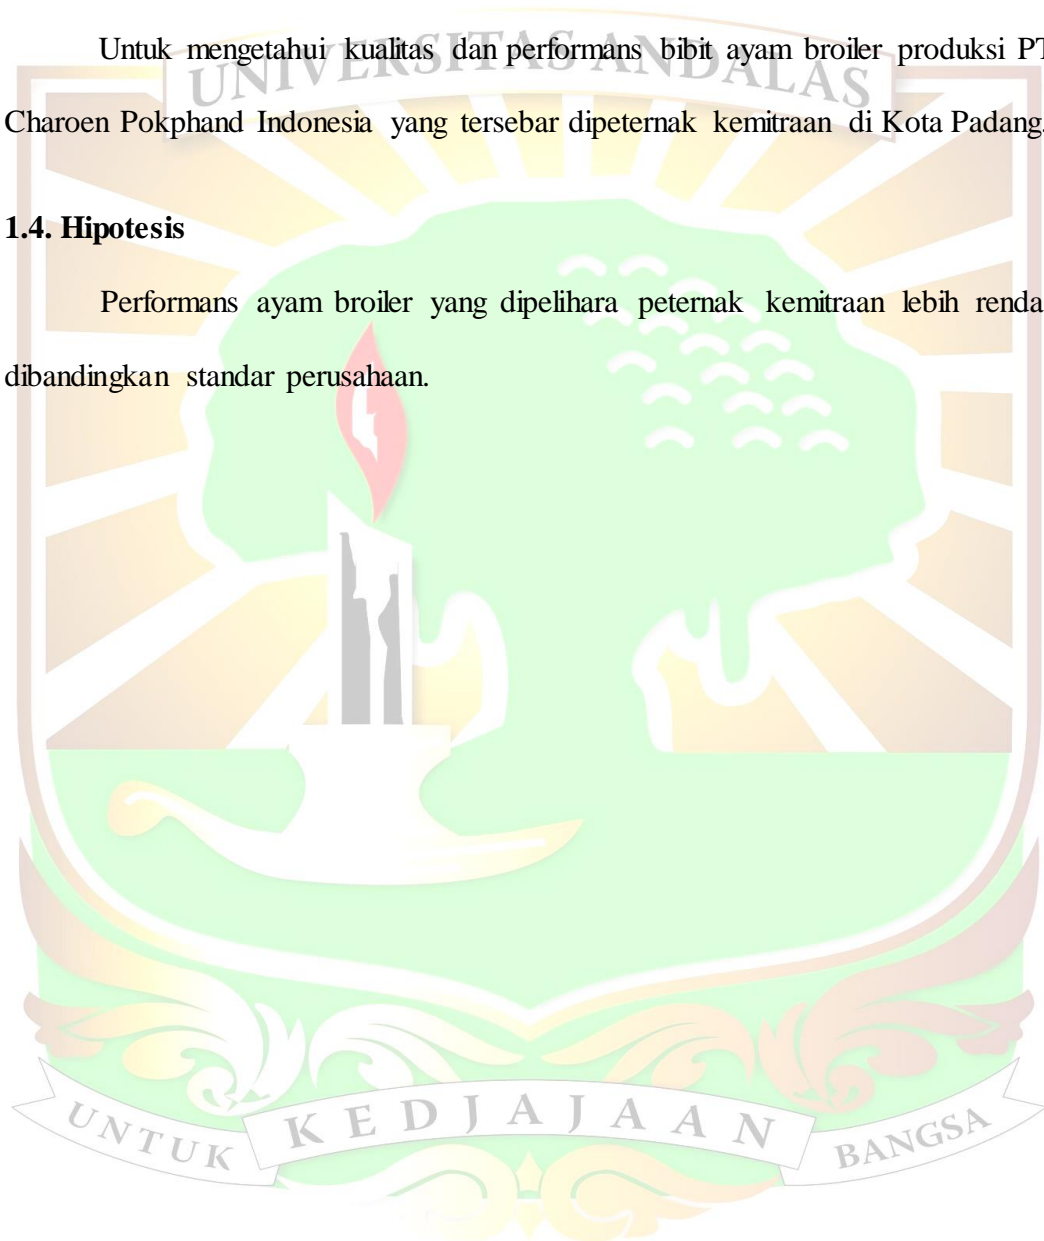 Untuk mengetahui kualitas dan performans bibit ayam broiler produksi PT
UNIVERSITAS ANDALAS
Charoen Pokphand Indonesia yang tersebar dipeternak kemitraan di Kota Padang.
1.4. Hipotesis
Performans ayam broiler yang dipelihara peternak kemitraan lebih renda
dibandingkan standar perusahaan.
UNTUK KEDJAJAAN BANGSA